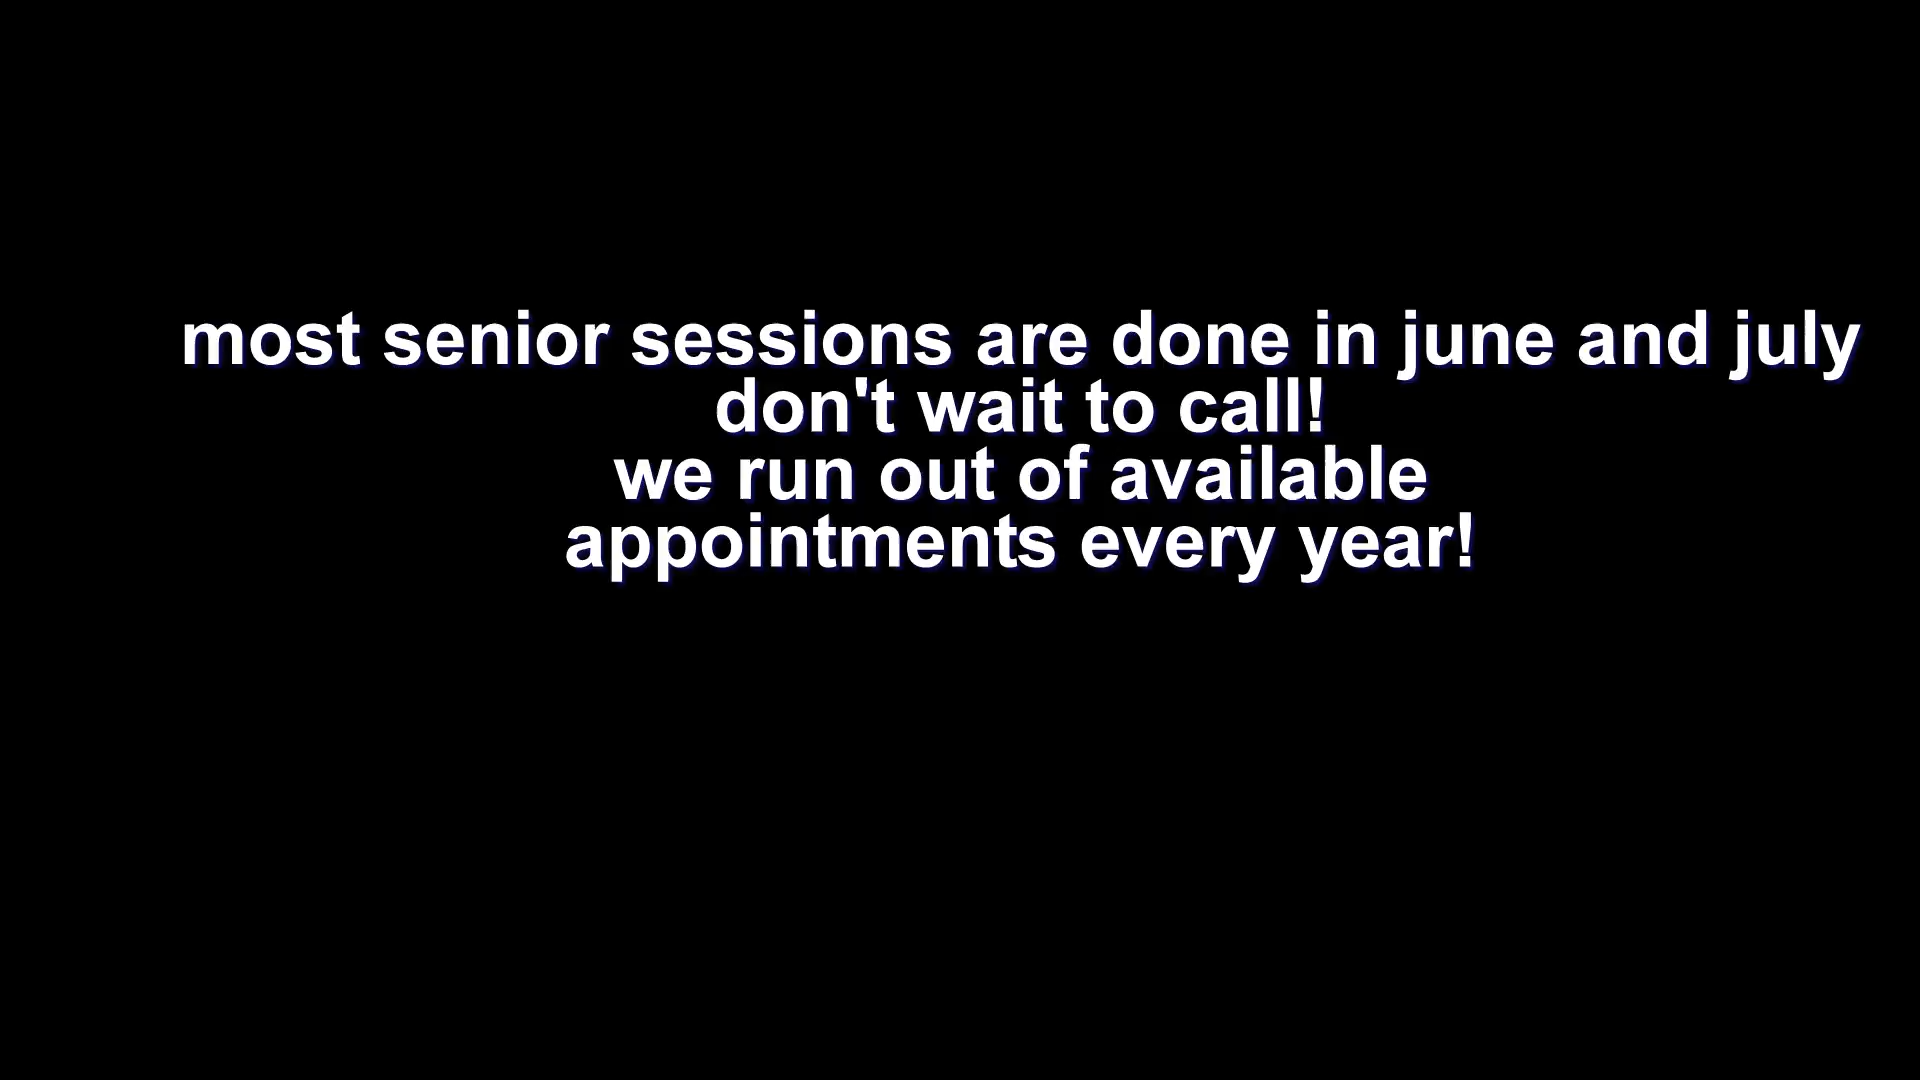 most senior sessions are done in june and july
don't wait to call!
we run out of available
appointments every year!